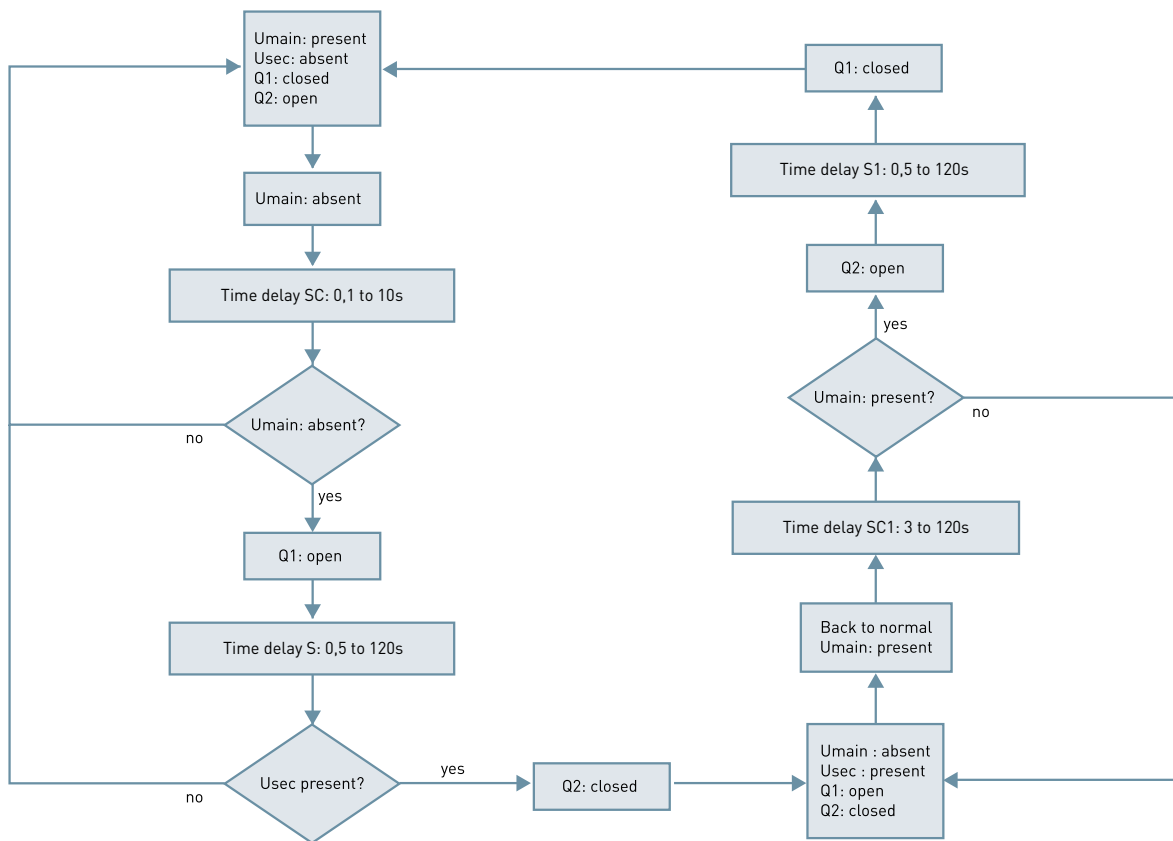 Umain: present
Usec: absent
Q1: closed
Q2: open
Umain: absent
Time delay SC: 0,1 to 10s
Umain: absent?
no
yes
Q1: open
Time delay S: 0,5 to 120s
Usec present?
no
yes
Q2: closed
Umain : absent
Usec : present
Q1: open
Q2: closed
Back to normal
Umain: present
Time delay SC1: 3 to 120s
Umain: present?
no
yes
Q2: open
Time delay S1: 0,5 to 120s
Q1: closed